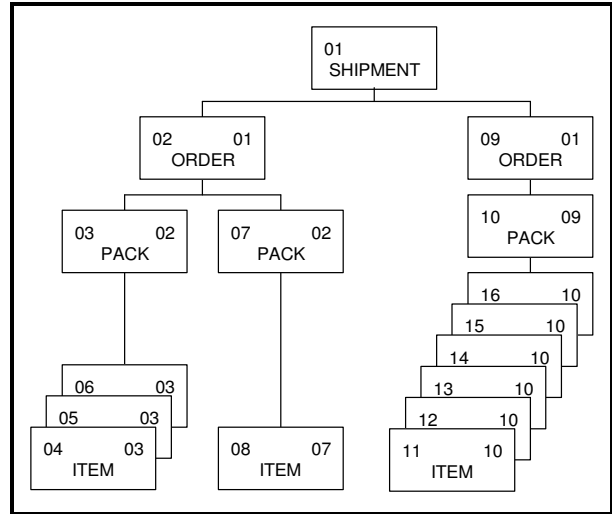 01
SHIPMENT
02 01
ORDER
09 01
ORDER
03 02
PACK
07 02
PACK
10 09
PACK
16 10
15 10
14 10
13 10
12 10
11 10
ITEM
06 03
05 03
04 03
ITEM
08 07
ITEM